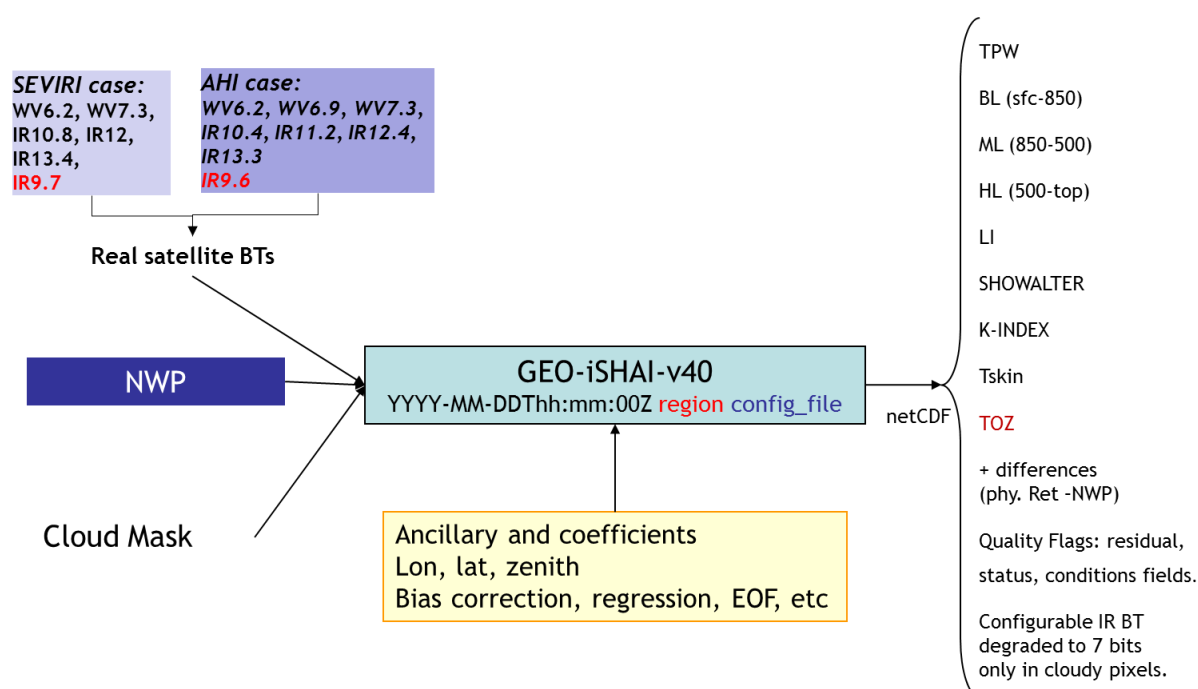 SEVIRI case:
WV6.2, WV7.3,
IR10.8, IR12,
IR13.4,
IR9.7
AHI case:
WV6.2, WV6.9, WV7.3,
IR10.4, IR11.2, IR12.4,
IR13.3
IR9.6
Real satellite BTs
NWP
Cloud Mask
GEO-iSHAI-v40
YYYY-MM-DDThh:mm:00Z region config_file
Ancillary and coefficients
Lon, lat, zenith
Bias correction, regression, EOF, etc
netCDF
TPW
BL (sfc-850)
ML (850-500)
HL (500-top)
LI
SHOWALTER
K-INDEX
Tskin
TOZ
+ differences
(phy. Ret -NWP)
Quality Flags: residual,
status, conditions fields.
Configurable IR BT
degraded to 7 bits
only in cloudy pixels.